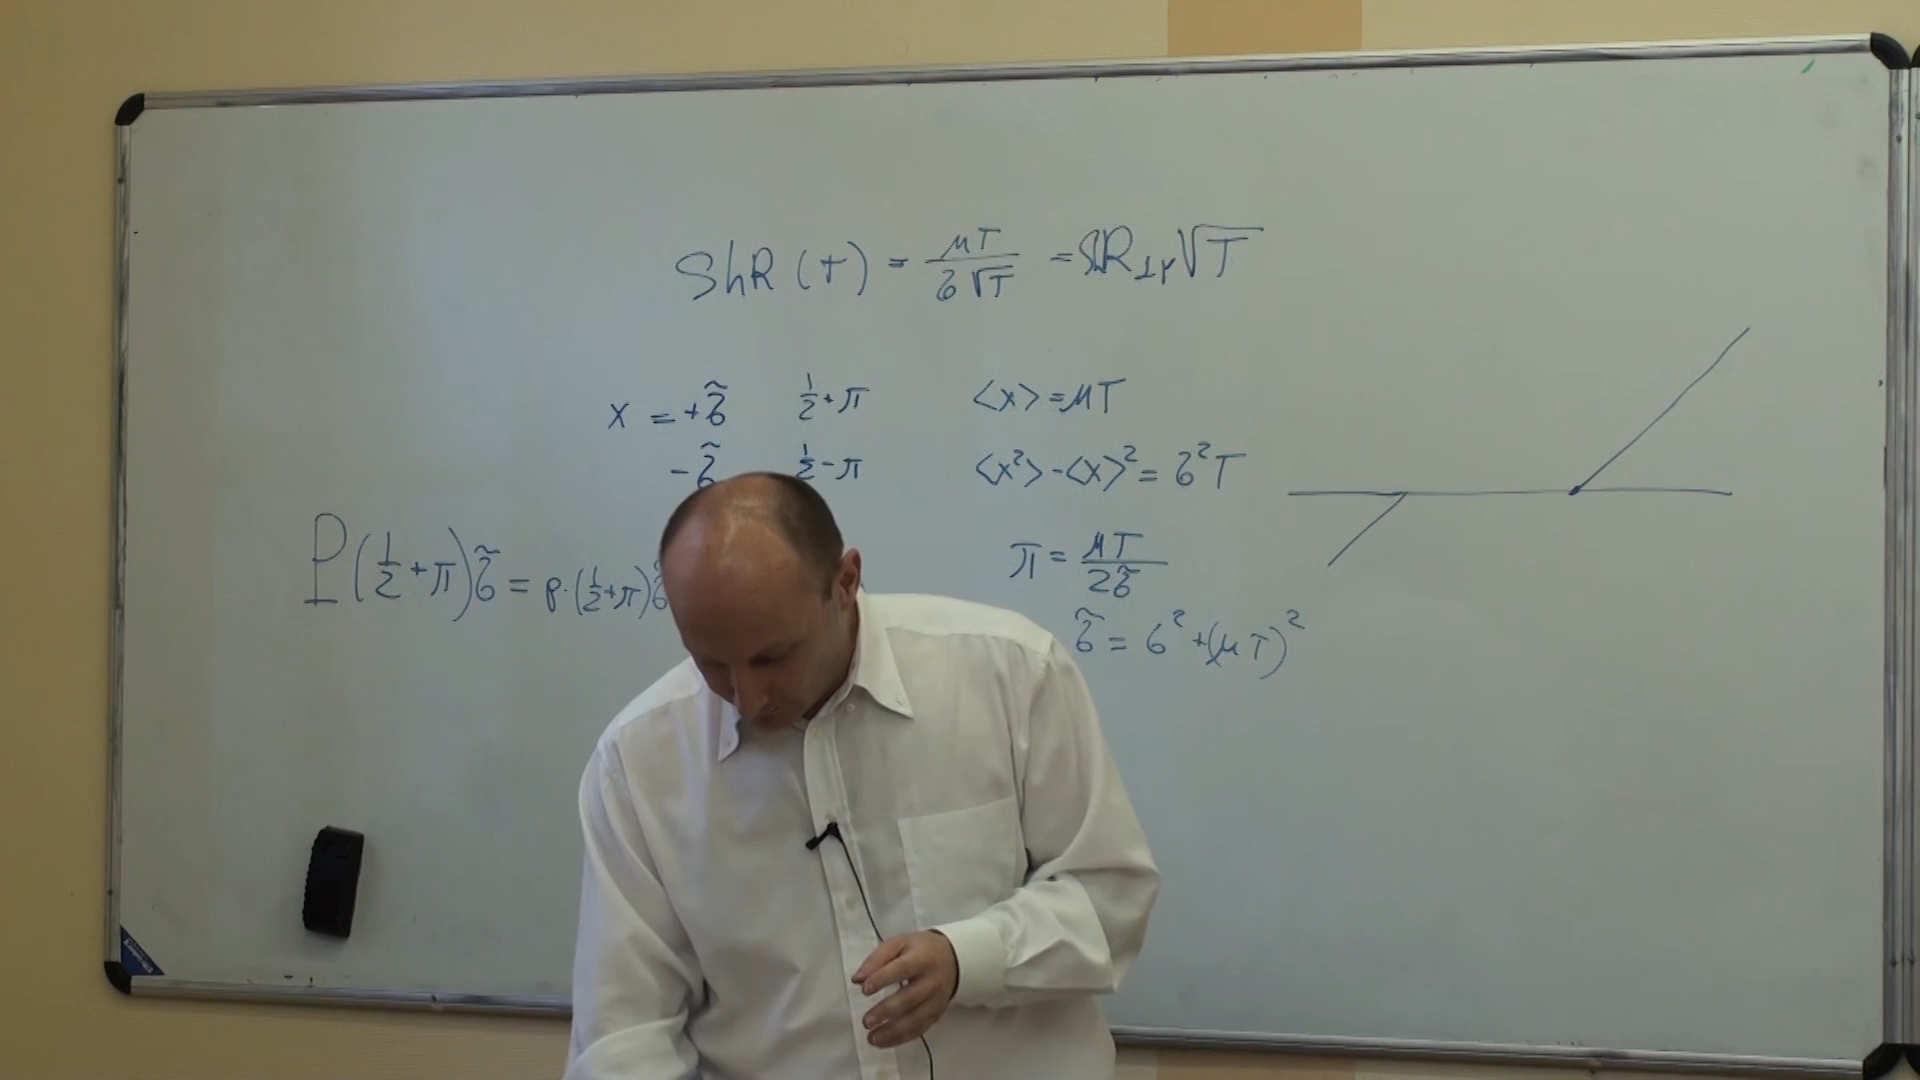 ShR (T) = μT / σ√T = ShR₁γ√T
x = +σ̃ 1/2 + π <x> = μT
-σ̃ 1/2 - π <x²> - <x>² = σ²T
P(1/2 + π)σ̃ = p·(1/2 + π)σ̃ π = μT / 2σ̃
σ̃ = σ² + (μT)²